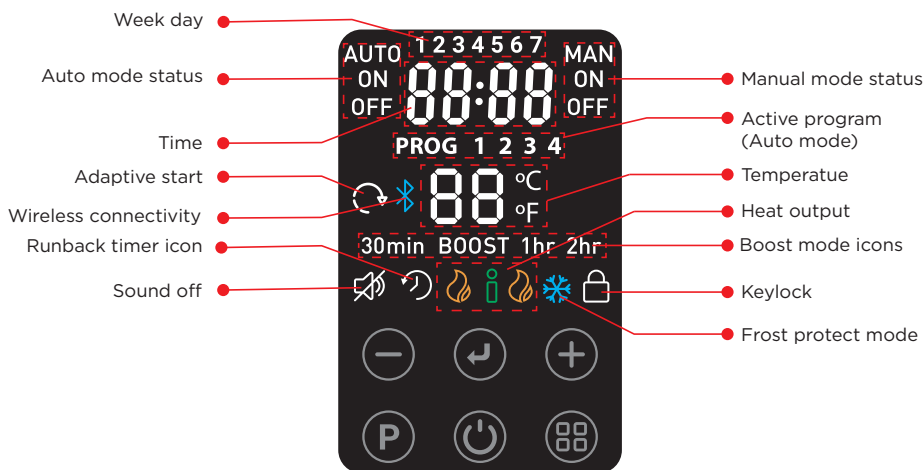 Week day
Auto mode status
Time
Adaptive start
Wireless connectivity
Runback timer icon
Sound off
1 2 3 4 5 6 7
AUTO
ON
OFF
88:88
MAN
ON
OFF
PROG 1 2 3 4
88 ºC
ºF
30min BOOST 1hr 2hr
P
Manual mode status
Active program
(Auto mode)
Temperatue
Heat output
Boost mode icons
Keylock
Frost protect mode